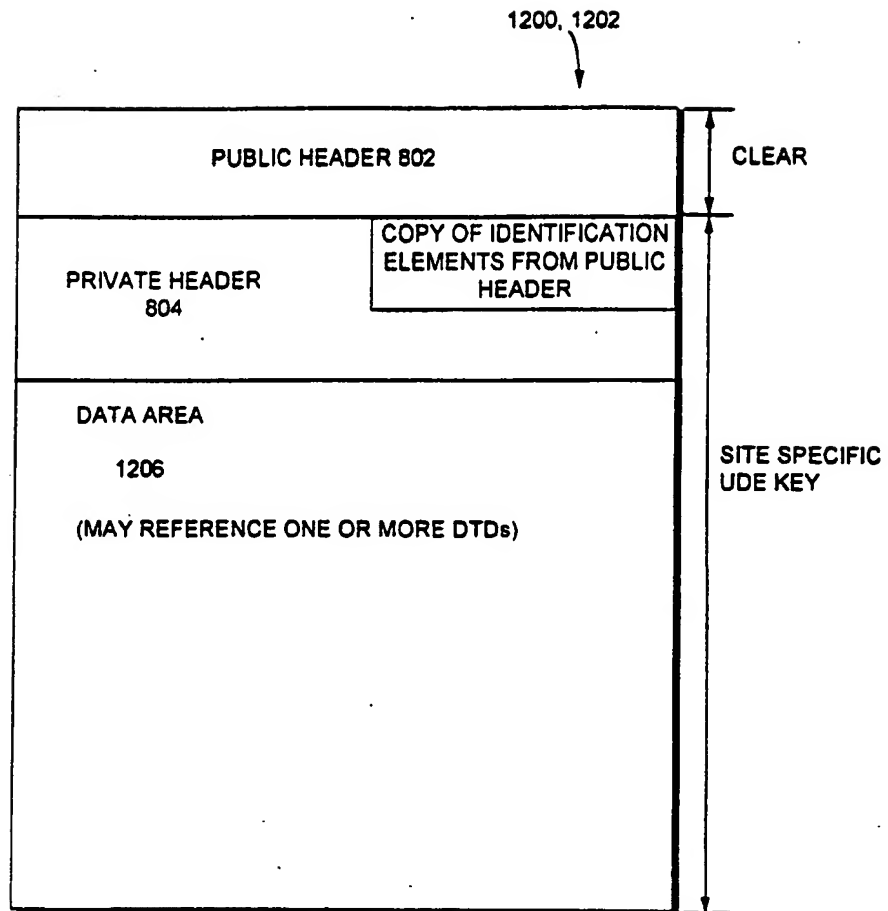 1200, 1202
PUBLIC HEADER 802
CLEAR
COPY OF IDENTIFICATION
ELEMENTS FROM PUBLIC
HEADER
PRIVATE HEADER
804
DATA AREA
1206
(MAY REFERENCE ONE OR MORE DTDs)
SITE SPECIFIC
UDE KEY